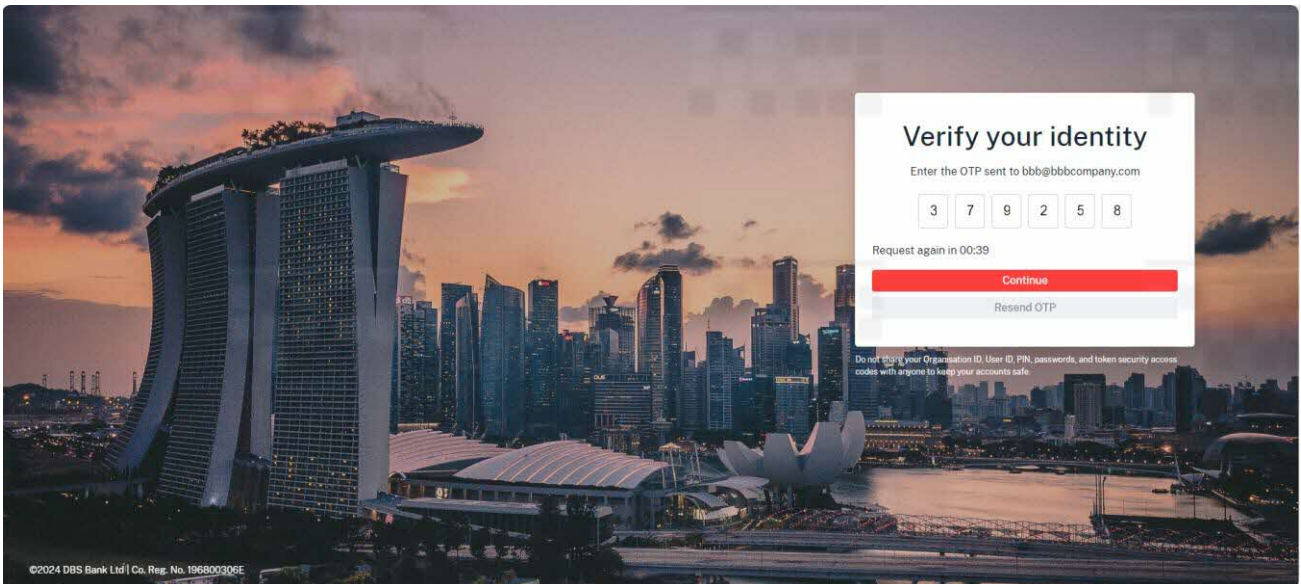 Verify your identity
Enter the OTP sent to bbb@bbbcompany.com
3 7 9 2 5 8
Request again in 00:39
Continue
Resend OTP
Do not share your Organisation ID, User ID, PIN, passwords, and token security access
codes with anyone to keep your accounts safe.
©2024 DBS Bank Ltd | Co. Reg. No. 196800306E